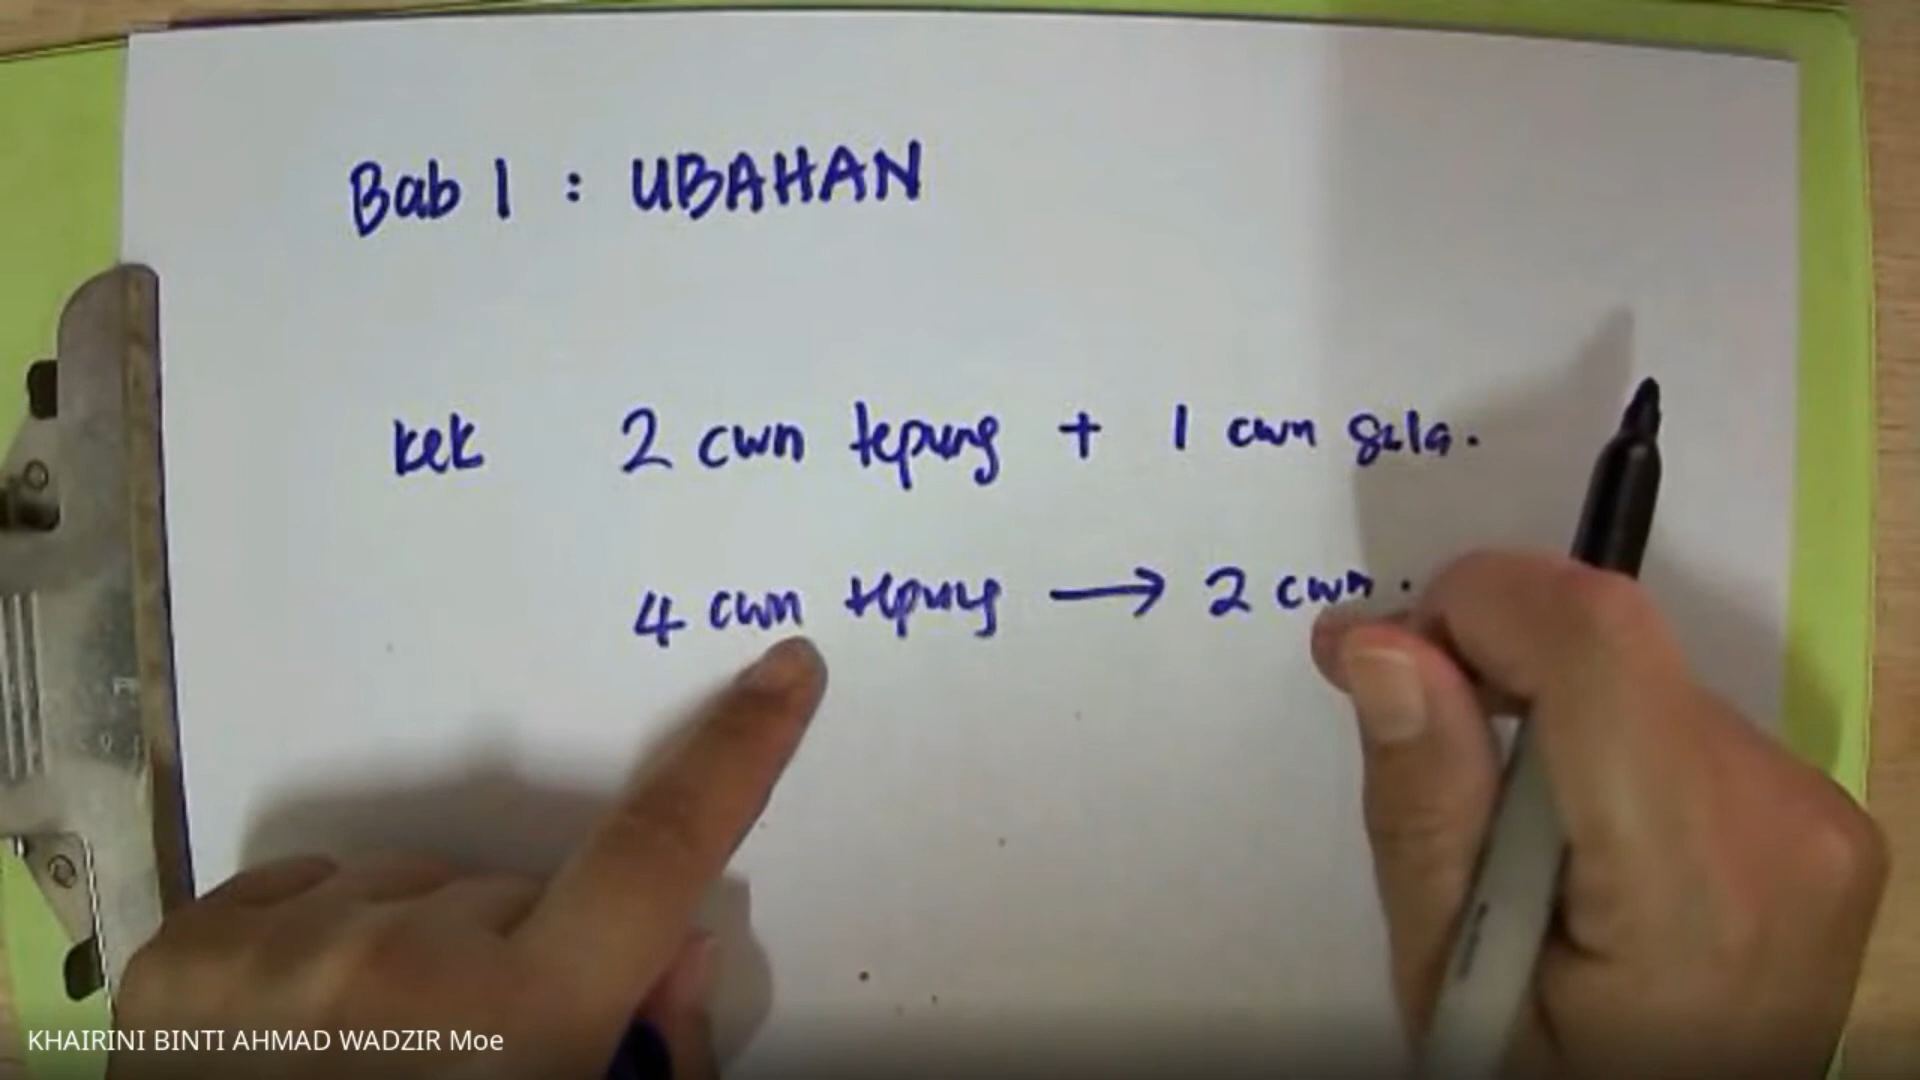 Bab 1 : UBAHAN
kek 2 cwn tepung + 1 cwn gula.
4 cwn tepung → 2 cwn.
KHAIRINI BINTI AHMAD WADZIR Moe